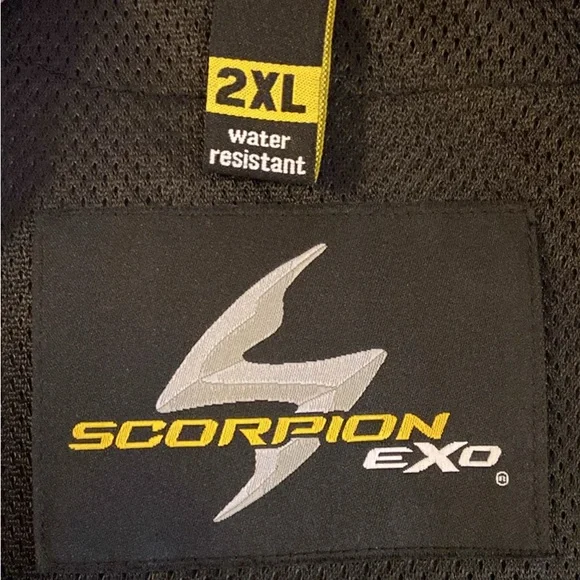 2XL
water
resistant
SCORPION
eXo
®